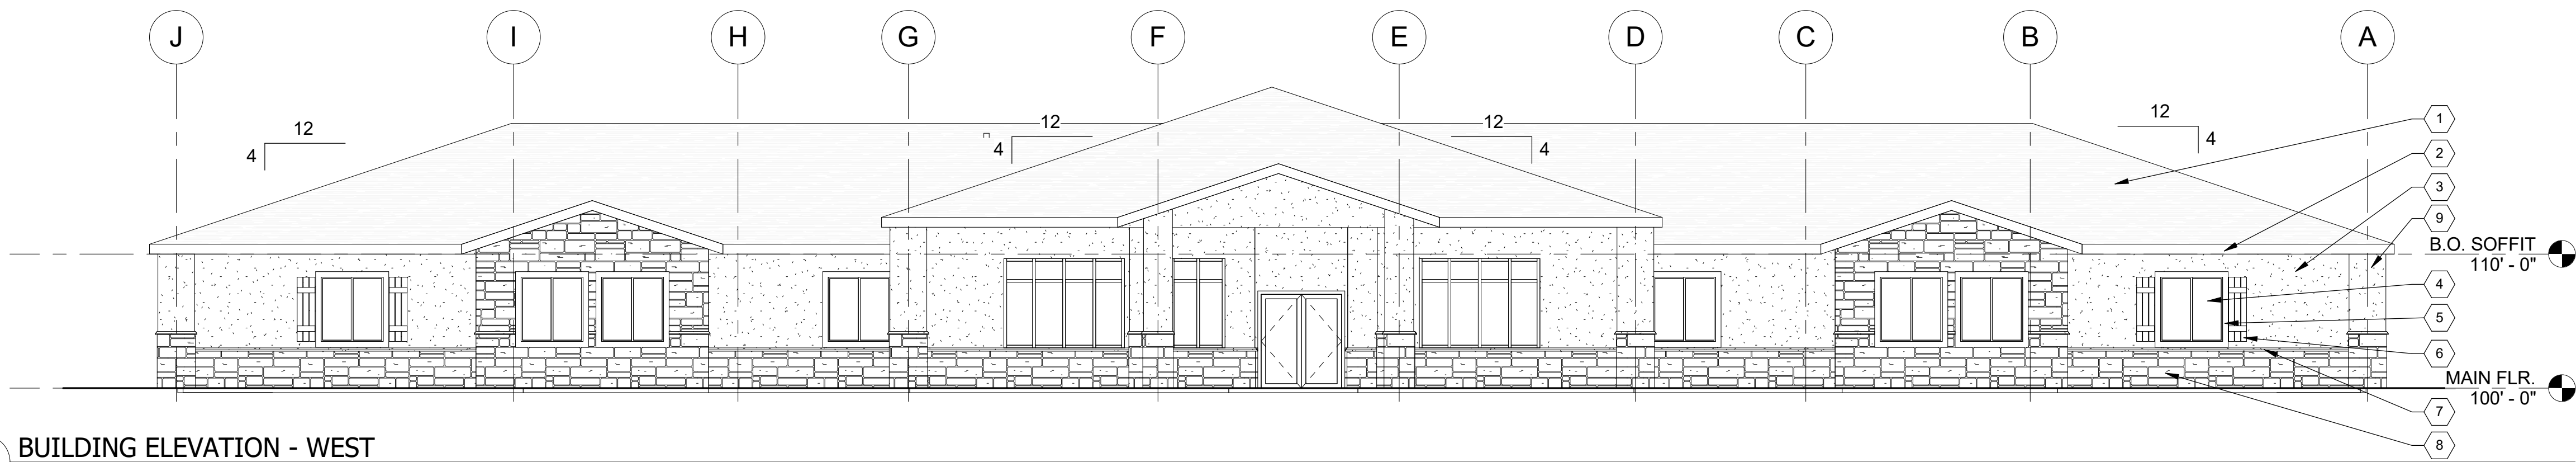 J I H G F E D C B A
12
4
12
4
12
4
12
4
1
2
3
9
B.O. SOFFIT
110' - 0"
4
5
6
MAIN FLR.
100' - 0"
7
8
BUILDING ELEVATION - WEST